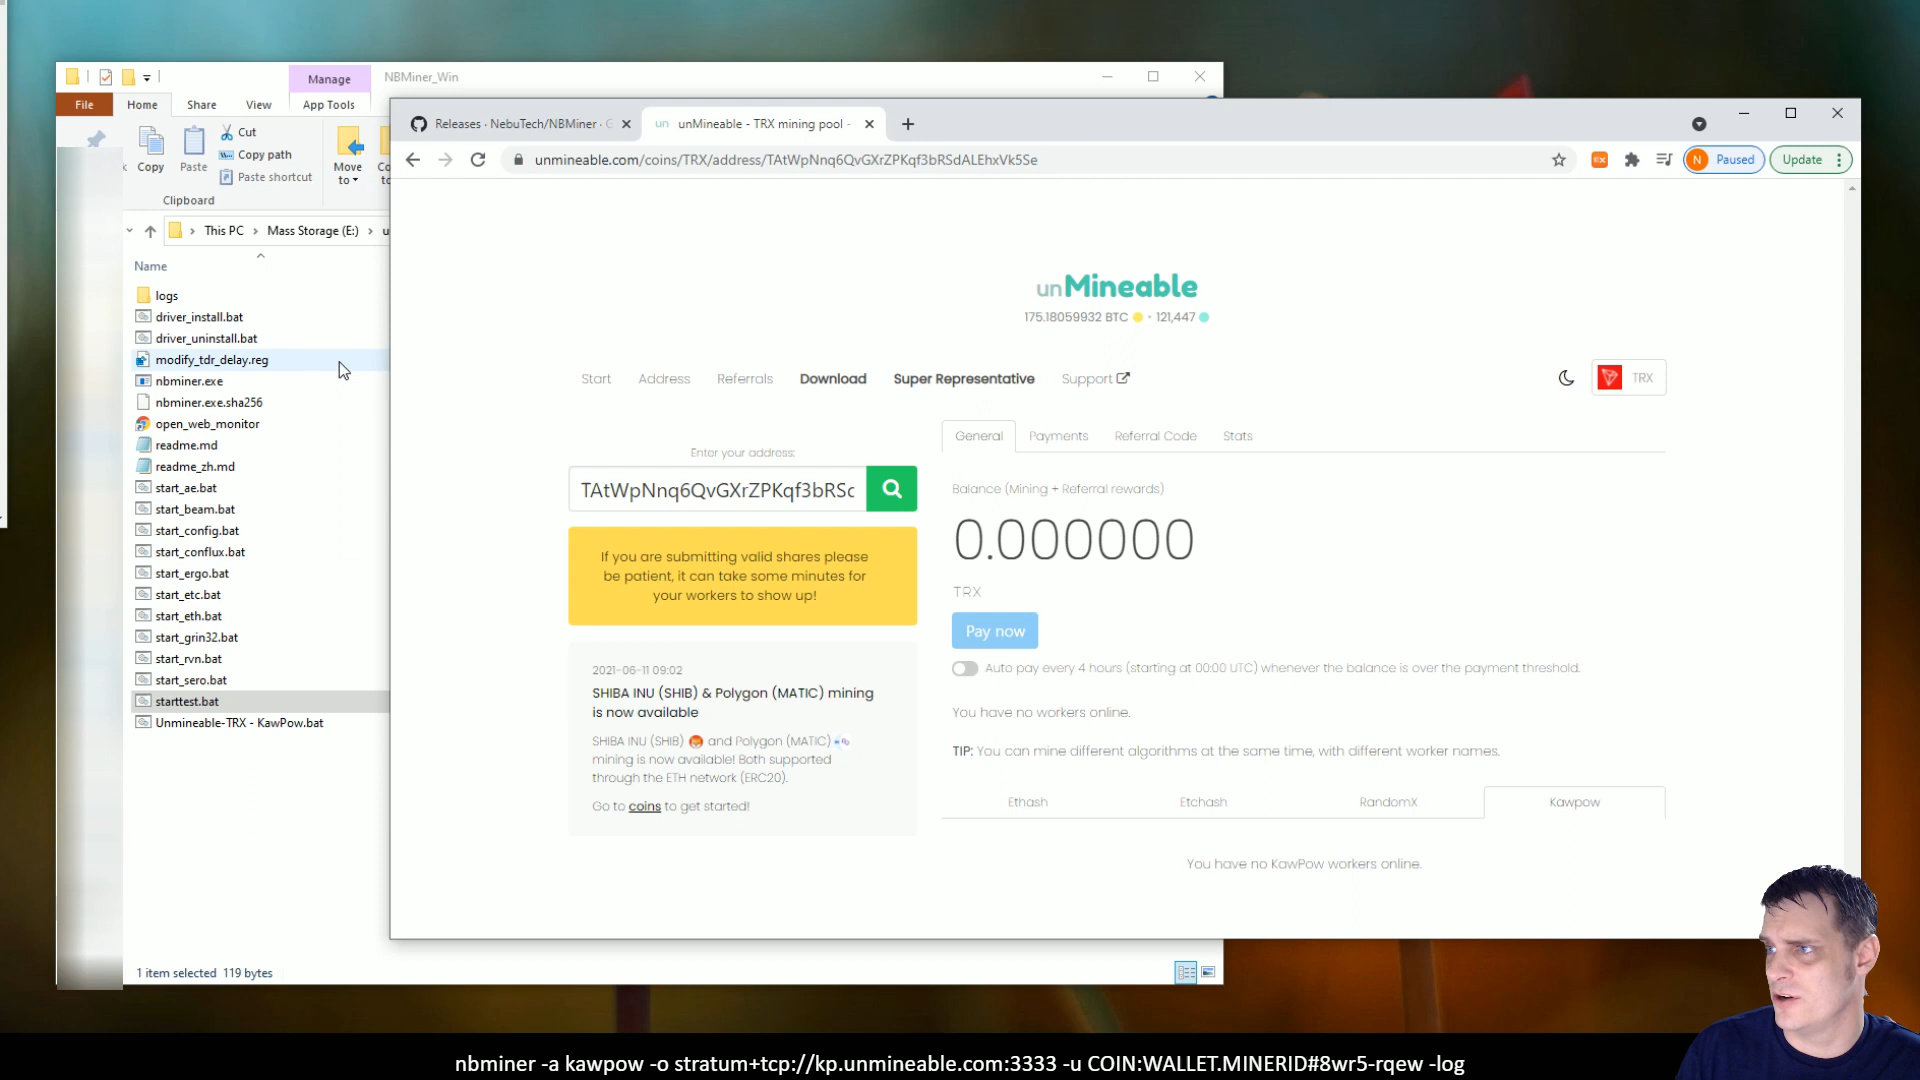 Manage
NBMiner_Win
File
Home
Share
View
App Tools
Copy
Paste
Cut
Copy path
Paste shortcut
Move
to
Clipboard
This PC
Mass Storage (E:)
Name
logs
driver_install.bat
driver_uninstall.bat
modify_tdr_delay.reg
nbminer.exe
nbminer.exe.sha256
open_web_monitor
readme.md
readme_zh.md
start_ae.bat
start_beam.bat
start_config.bat
start_conflux.bat
start_ergo.bat
start_etc.bat
start_eth.bat
start_grin32.bat
start_rvn.bat
start_sero.bat
starttest.bat
Unmineable-TRX - KawPow.bat
1 item selected 119 bytes
Releases · NebuTech/NBMiner ·
un unMineable - TRX mining pool -
unmineable.com/coins/TRX/address/TAtWpNnq6QvGXrZPKqf3bRSdALEhxVk5Se
N Paused
Update
unMineable
175.18059932 BTC • 121,447
Start
Address
Referrals
Download
Super Representative
Support
TRX
Enter your address:
TAtWpNnq6QvGXrZPKqf3bRSc
If you are submitting valid shares please
be patient, it can take some minutes for
your workers to show up!
2021-06-11 09:02
SHIBA INU (SHIB) & Polygon (MATIC) mining
is now available
SHIBA INU (SHIB) and Polygon (MATIC)
mining is now available! Both supported
through the ETH network (ERC20).
Go to coins to get started!
General
Payments
Referral Code
Stats
Balance (Mining + Referral rewards)
0.000000
TRX
Pay now
Auto pay every 4 hours (starting at 00:00 UTC) whenever the balance is over the payment threshold.
You have no workers online.
TIP: You can mine different algorithms at the same time, with different worker names.
Ethash
Etchash
RandomX
Kawpow
You have no KawPow workers online.
nbminer -a kawpow -o stratum+tcp://kp.unmineable.com:3333 -u COIN:WALLET.MINERID#8wr5-rqew -log